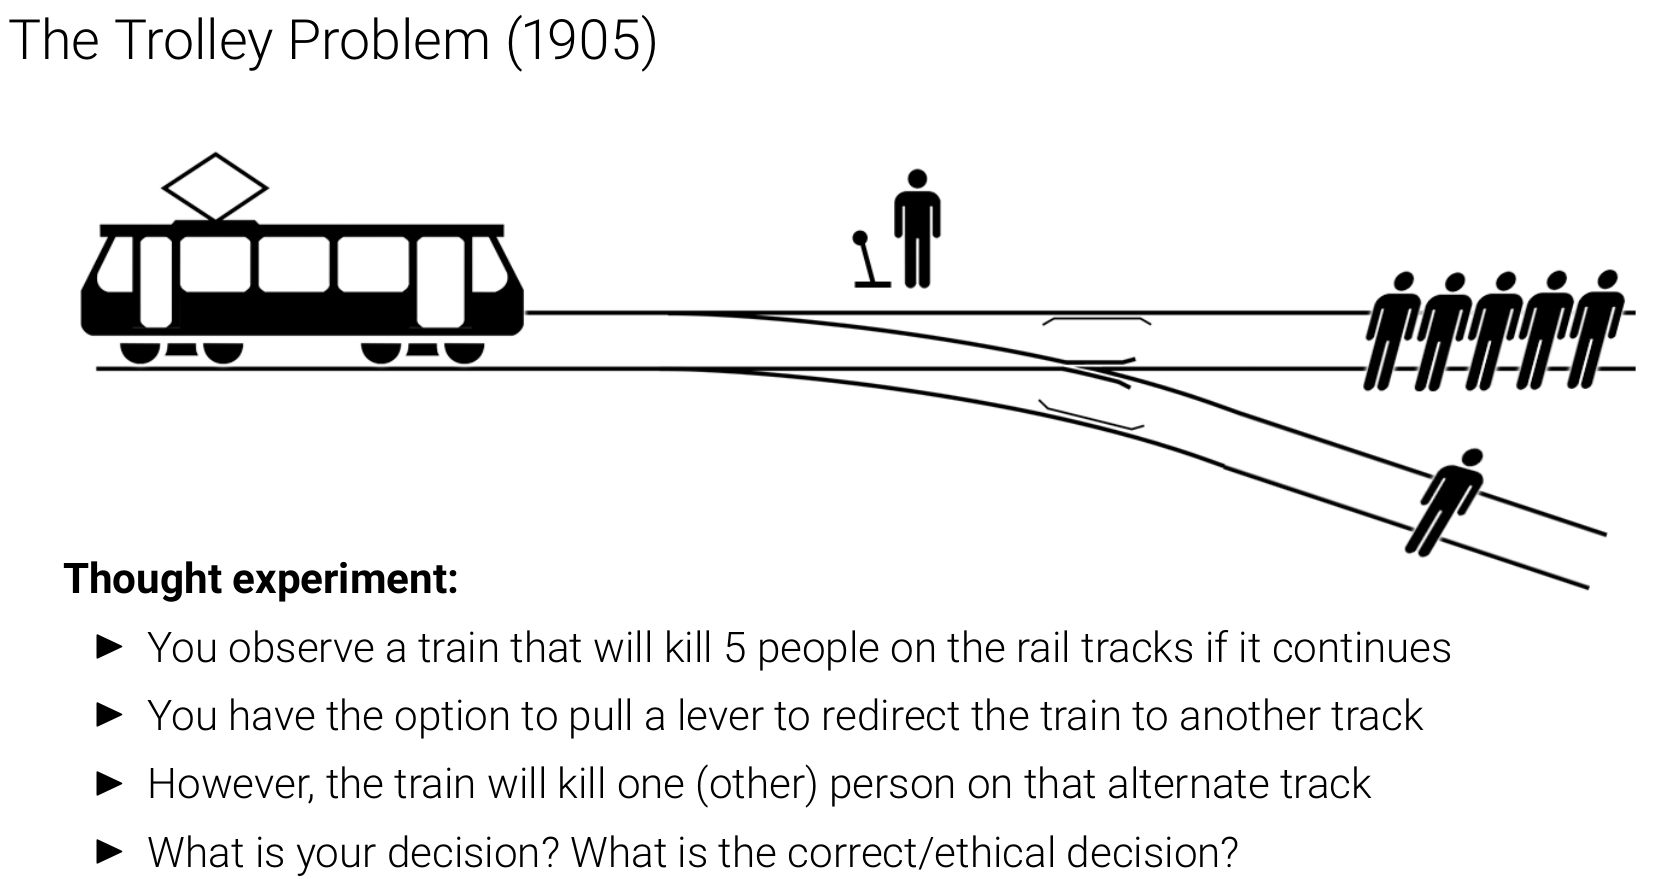 The Trolley Problem (1905)
Thought experiment:
► You observe a train that will kill 5 people on the rail tracks if it continues
► You have the option to pull a lever to redirect the train to another track
► However, the train will kill one (other) person on that alternate track
► What is your decision? What is the correct/ethical decision?